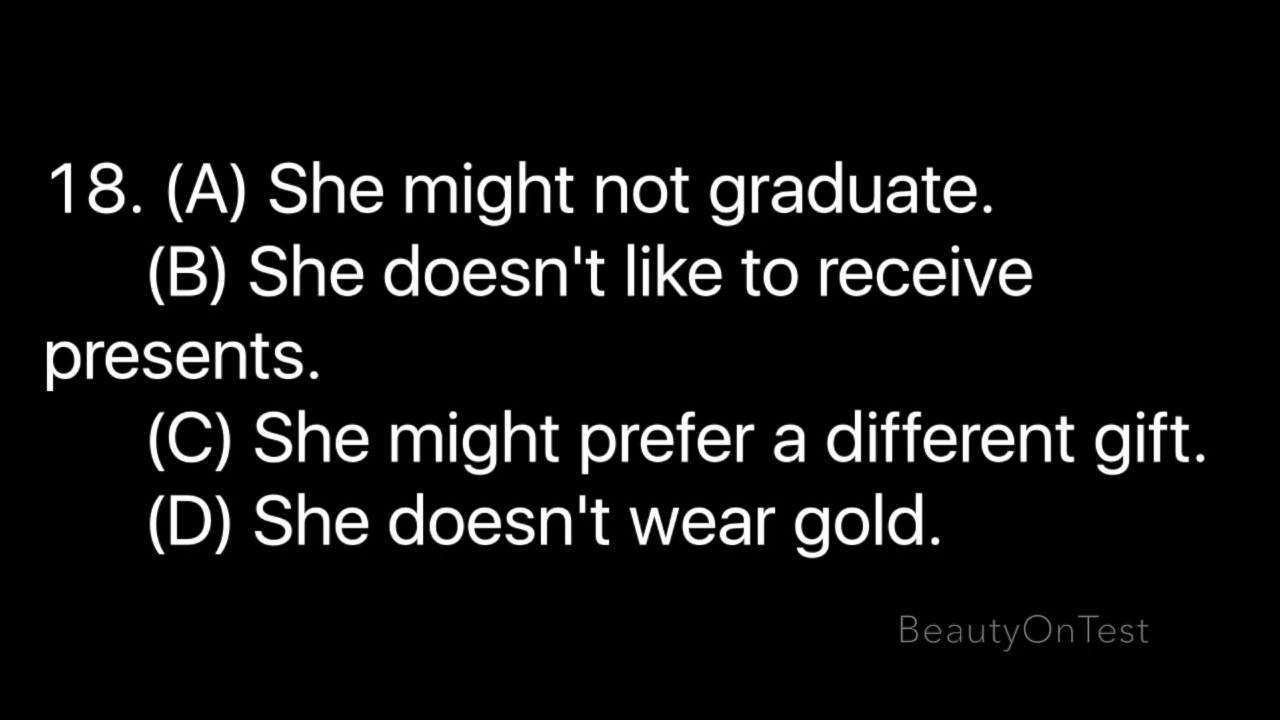 18. (A) She might not graduate.
(B) She doesn't like to receive
presents.
(C) She might prefer a different gift.
(D) She doesn't wear gold.
BeautyOnTest